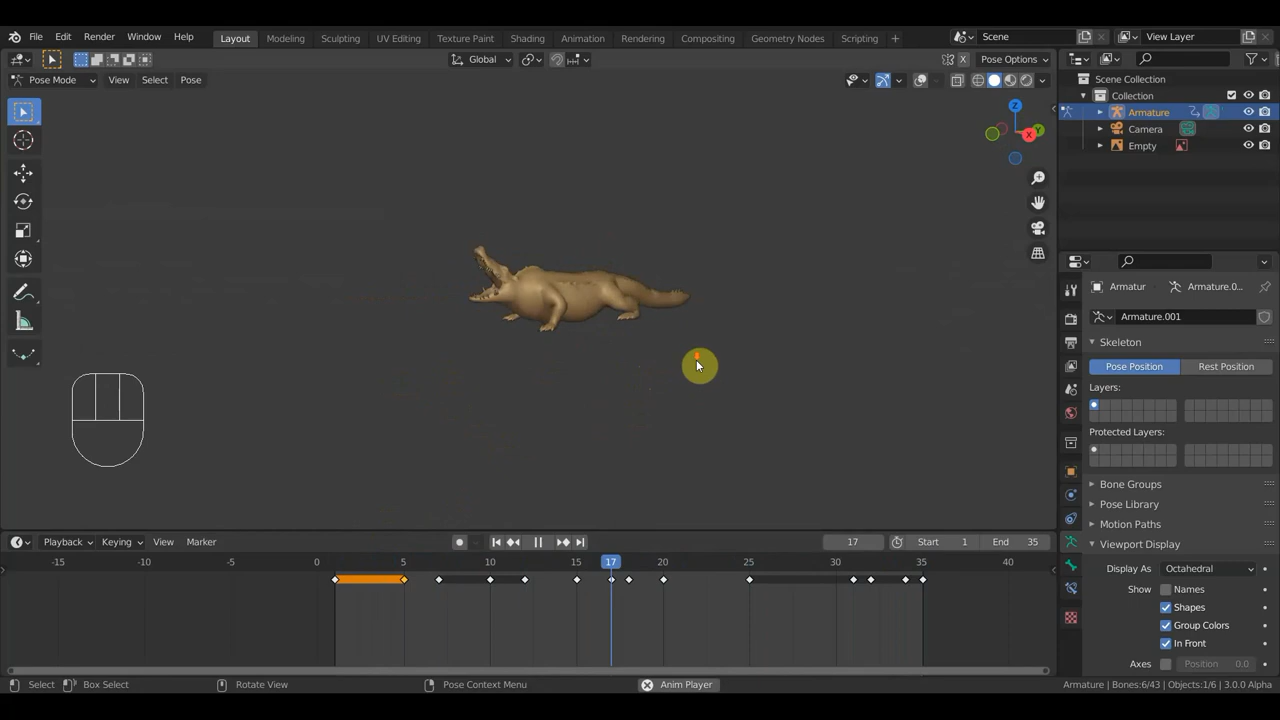 File Edit Render Window Help Layout Modeling Sculpting UV Editing Texture Paint Shading Animation Rendering Compositing Geometry Nodes Scripting + Scene View Layer
Global X Pose Options
Pose Mode View Select Pose
Scene Collection
Collection
Armature
Camera
Empty
Z
Y
X
Armatur Armature.0...
Armature.001
Skeleton
Pose Position Rest Position
Layers:
Protected Layers:
Bone Groups
Pose Library
Motion Paths
Viewport Display
Display As Octahedral
Show Names
Shapes
Group Colors
In Front
Axes Position 0.0
Playback Keying View Marker 17 Start 1 End 35
-15 -10 -5 0 5 10 15 17 20 25 30 35 40
Select Box Select Rotate View Pose Context Menu Anim Player Armature | Bones:6/43 | Objects:1/6 | 3.0.0 Alpha